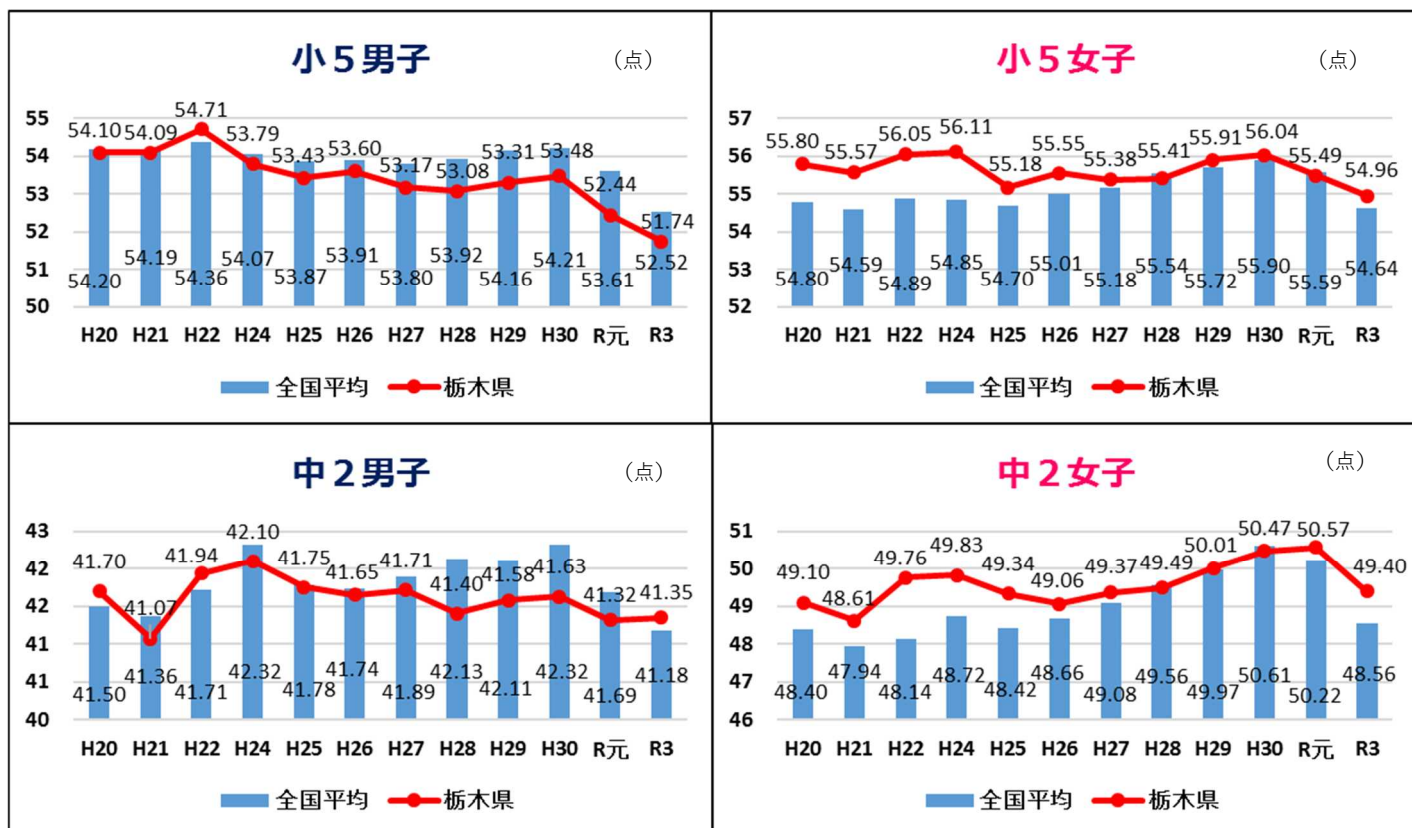 小５男子
（点）
55
54
53
52
51
50
54.10 54.09 54.71 53.79 53.43 53.60 53.17 53.08 53.31 53.48 52.44 51.74
54.20 54.19 54.36 54.07 53.87 53.91 53.80 53.92 54.16 54.21 53.61 52.52
H20 H21 H22 H24 H25 H26 H27 H28 H29 H30 R元 R3
全国平均 栃木県
小５女子
（点）
57
56
55
54
53
52
55.80 55.57 56.05 56.11 55.18 55.55 55.38 55.41 55.91 56.04 55.49 54.96
54.80 54.59 54.89 54.85 54.70 55.01 55.18 55.54 55.72 55.90 55.59 54.64
H20 H21 H22 H24 H25 H26 H27 H28 H29 H30 R元 R3
全国平均 栃木県
中２男子
（点）
43
42
42
41
41
40
41.70 41.07 41.94 42.10 41.75 41.65 41.71 41.40 41.58 41.63 41.32 41.35
41.50 41.36 41.71 42.32 41.78 41.74 41.89 42.13 42.11 42.32 41.69 41.18
H20 H21 H22 H24 H25 H26 H27 H28 H29 H30 R元 R3
全国平均 栃木県
中２女子
（点）
51
50
49
48
47
46
49.10 48.61 49.76 49.83 49.34 49.06 49.37 49.49 50.01 50.47 50.57 49.40
48.40 47.94 48.14 48.72 48.42 48.66 49.08 49.56 49.97 50.61 50.22 48.56
H20 H21 H22 H24 H25 H26 H27 H28 H29 H30 R元 R3
全国平均 栃木県